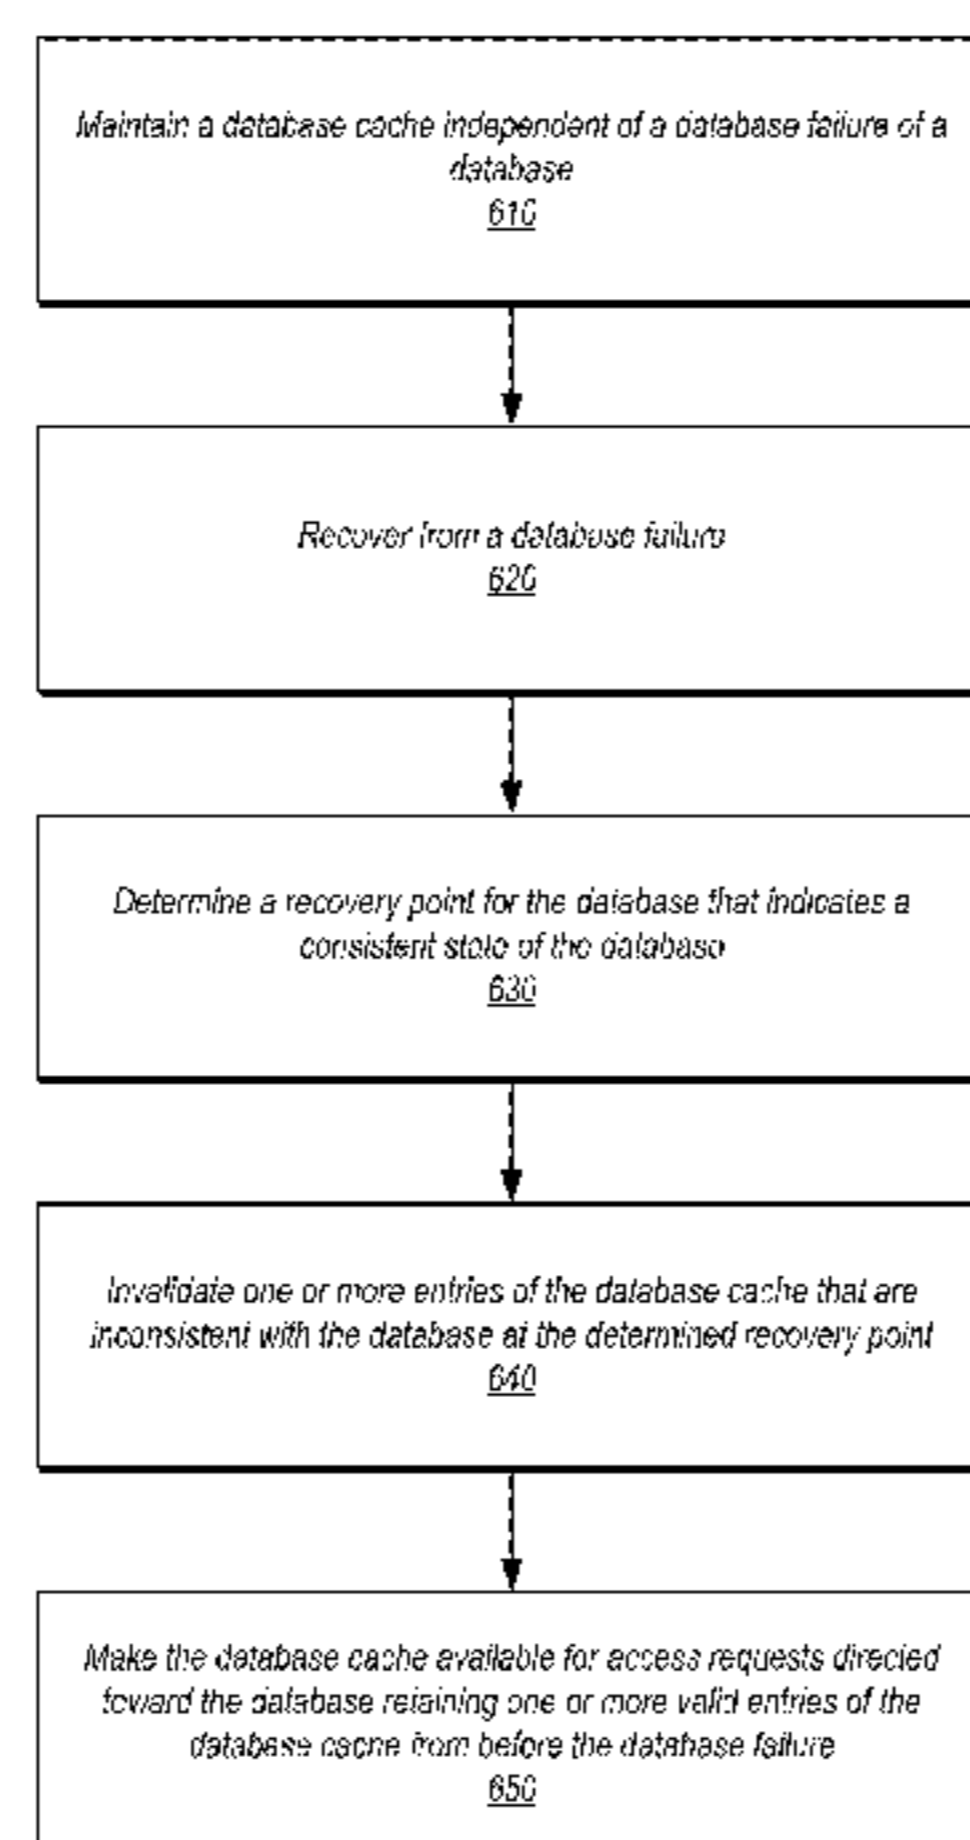 Maintain a database cache independent of a database failure of a
database
610
Recover from a database failure
620
Determine a recovery point for the database that indicates a
consistent state of the database
630
Invalidate one or more entries of the database cache that are
inconsistent with the database at the determined recovery point
640
Make the database cache available for access requests directed
toward the database retaining one or more valid entries of the
database cache from before the database failure
650